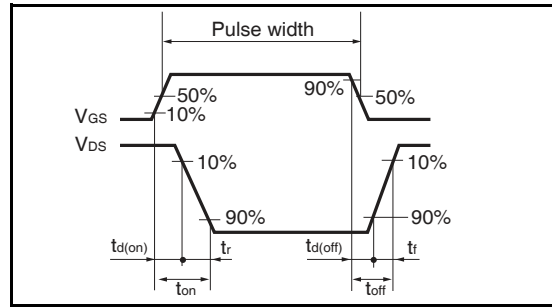 Pulse width
90%
50%
50%
VGS
10%
VDS
10%
10%
90%
90%
td(on)
tr
td(off)
tf
ton
toff